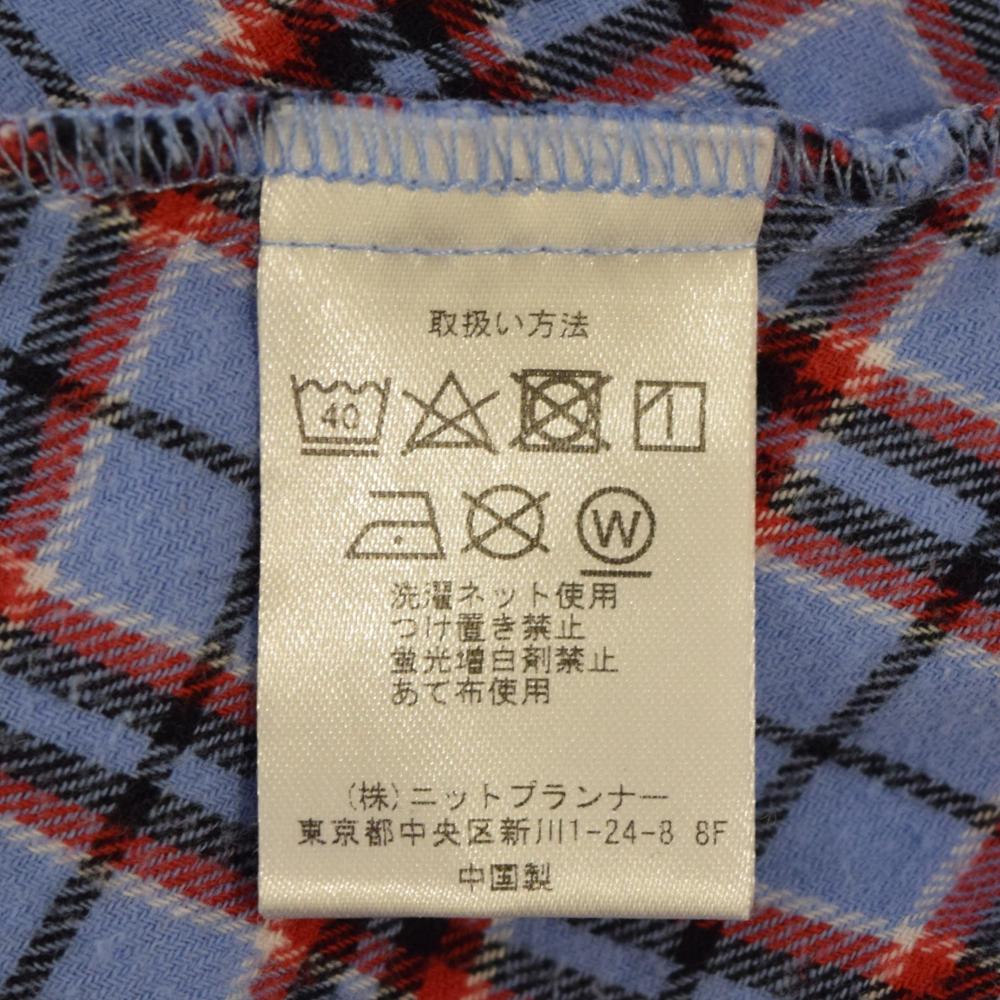 取扱い方法
40
W
洗濯ネット使用
つけ置き禁止
蛍光増白剤禁止
あて布使用
(株)ニットプランナー
東京都中央区新川1-24-8 8F
中国製